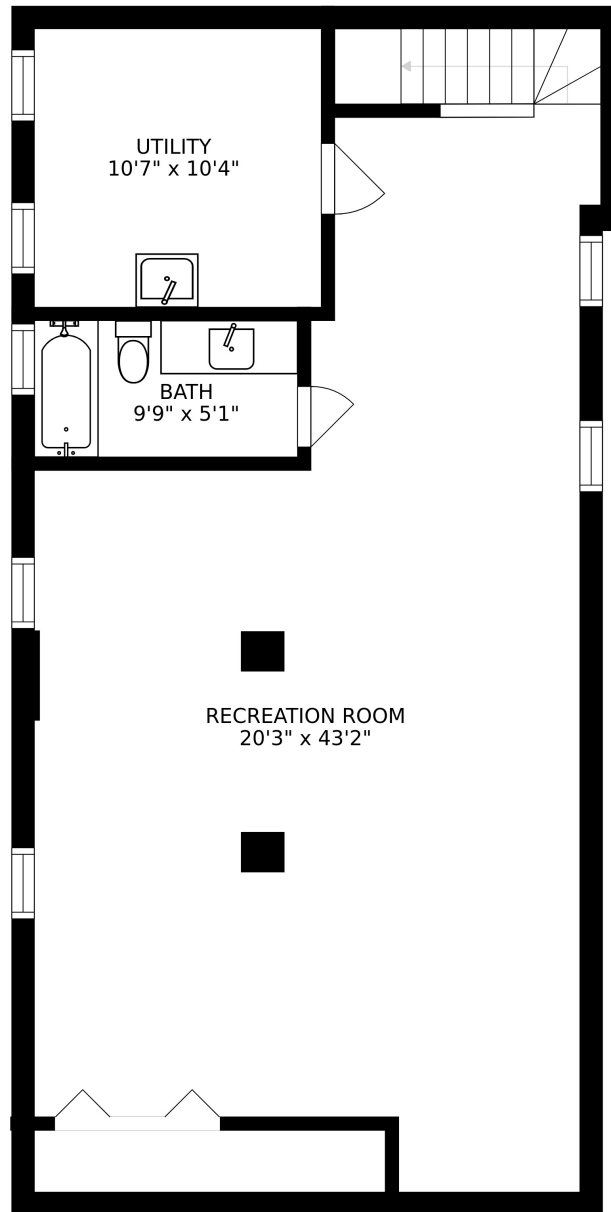 UTILITY
10'7" x 10'4"
BATH
9'9" x 5'1"
RECREATION ROOM
20'3" x 43'2"